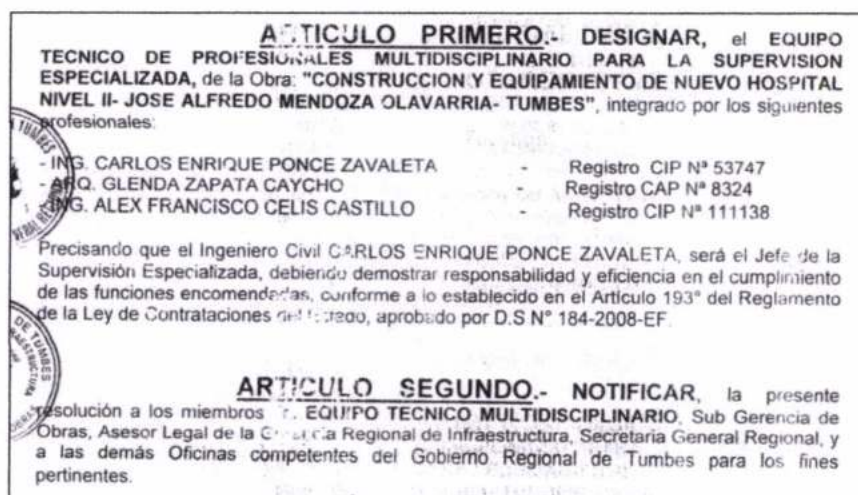 ARTICULO PRIMERO.- DESIGNAR, el EQUIPO
TECNICO DE PROFESIONALES MULTIDISCIPLINARIO PARA LA SUPERVISION
ESPECIALIZADA, de la Obra: "CONSTRUCCION Y EQUIPAMIENTO DE NUEVO HOSPITAL
NIVEL II- JOSE ALFREDO MENDOZA OLAVARRIA- TUMBES", integrado por los siguientes
profesionales:
- ING. CARLOS ENRIQUE PONCE ZAVALETA - Registro CIP Nª 53747
- ARQ. GLENDA ZAPATA CAYCHO - Registro CAP Nª 8324
- ING. ALEX FRANCISCO CELIS CASTILLO - Registro CIP Nª 111138
Precisando que el Ingeniero Civil CARLOS ENRIQUE PONCE ZAVALETA, será el Jefe de la
Supervisión Especializada, debiendo demostrar responsabilidad y eficiencia en el cumplimiento
de las funciones encomendadas, conforme a lo establecido en el Artículo 193° del Reglamento
de la Ley de Contrataciones del Estado, aprobado por D.S N° 184-2008-EF.
ARTICULO SEGUNDO.- NOTIFICAR, la presente
resolución a los miembros EQUIPO TECNICO MULTIDISCIPLINARIO, Sub Gerencia de
Obras, Asesor Legal de la Gerencia Regional de Infraestructura, Secretaria General Regional, y
a las demás Oficinas competentes del Gobierno Regional de Tumbes para los fines
pertinentes.
DE TUMBES